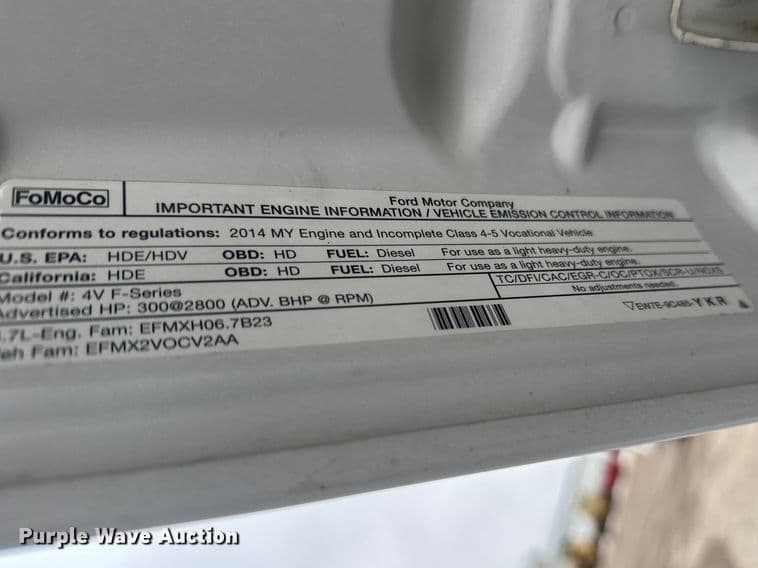 FoMoCo
Ford Motor Company
IMPORTANT ENGINE INFORMATION / VEHICLE EMISSION CONTROL INFORMATION
Conforms to regulations: 2014 MY Engine and Incomplete Class 4-5 Vocational Vehicle
U.S. EPA: HDE/HDV OBD: HD FUEL: Diesel For use as a light heavy-duty engine.
California: HDE OBD: HD FUEL: Diesel For use as a light heavy-duty engine.
Model #: 4V F-Series
TC/DFI/CAC/EGR-C/OC/PTOX/SCR-U/NOXS
Advertised HP: 300@2800 (ADV. BHP @ RPM)
No adjustments needed.
.7L-Eng. Fam: EFMXH06.7B23
eh Fam: EFMX2VOCV2AA
EW7E-9C485-YKR
Purple Wave Auction